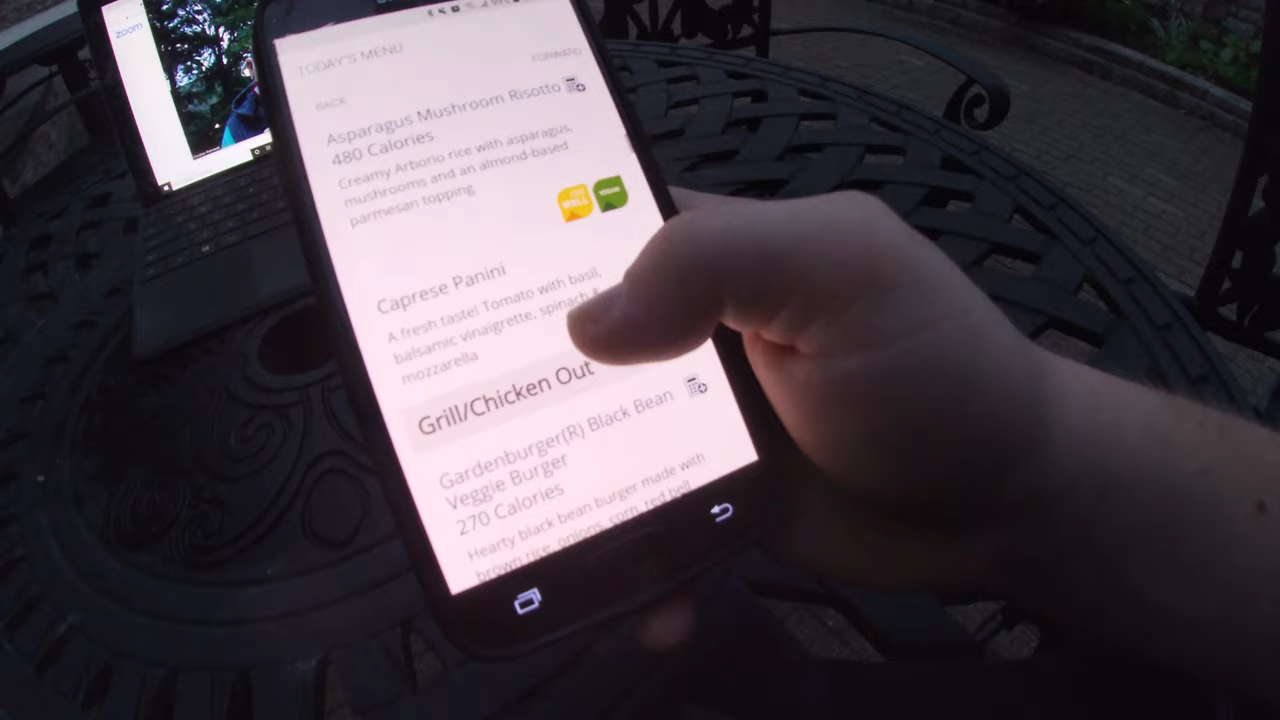 zoom
TODAY'S MENU
FORWARD
BACK
Asparagus Mushroom Risotto
480 Calories
Creamy Arborio rice with asparagus,
mushrooms and an almond-based
parmesan topping
WELL
VEGAN
Caprese Panini
A fresh taste! Tomato with basil,
balsamic vinaigrette, spinach &
mozzarella
Grill/Chicken Out
Gardenburger(R) Black Bean
Veggie Burger
270 Calories
Hearty black bean burger made with
brown rice, onions, corn, red bell